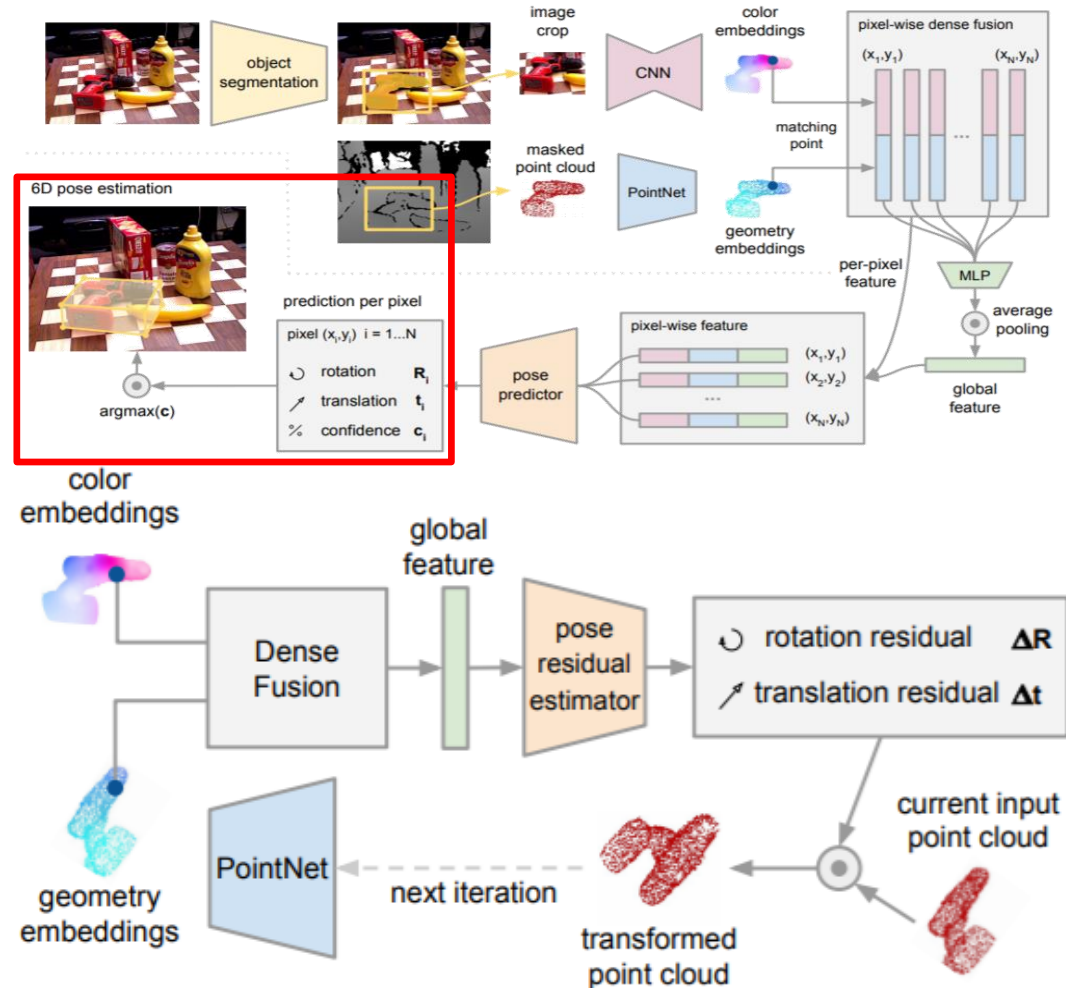 object
segmentation
image
crop
CNN
color
embeddings
pixel-wise dense fusion
(x₁,y₁)
(x_N,y_N)
...
matching
point
masked
point cloud
PointNet
geometry
embeddings
MLP
average
pooling
global
feature
per-pixel
feature
pixel-wise feature
(x₁,y₁)
(x₂,y₂)
...
(x_N,y_N)
pose
predictor
prediction per pixel
pixel (xᵢ,yᵢ) i = 1...N
rotation Rᵢ
translation tᵢ
% confidence cᵢ
6D pose estimation
argmax(c)
color
embeddings
geometry
embeddings
Dense
Fusion
global
feature
pose
residual
estimator
rotation residual ΔR
translation residual Δt
current input
point cloud
transformed
point cloud
next iteration
PointNet